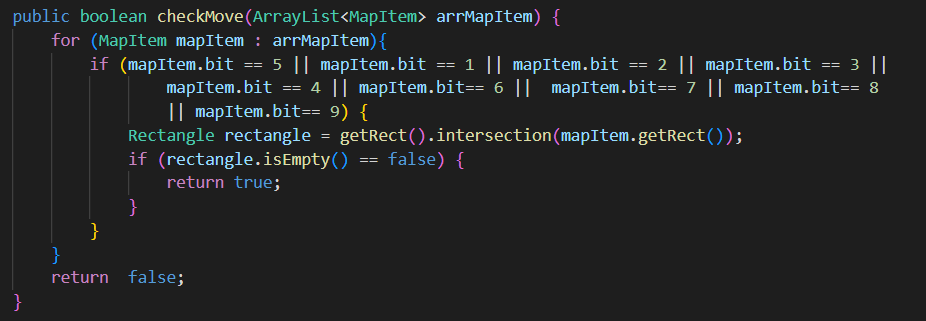 public boolean checkMove(ArrayList<MapItem> arrMapItem) {
    for (MapItem mapItem : arrMapItem){
        if (mapItem.bit == 5 || mapItem.bit == 1 || mapItem.bit == 2 || mapItem.bit == 3 ||
                mapItem.bit == 4 || mapItem.bit== 6 ||  mapItem.bit== 7 || mapItem.bit== 8
                || mapItem.bit== 9) {
            Rectangle rectangle = getRect().intersection(mapItem.getRect());
            if (rectangle.isEmpty() == false) {
                return true;
            }
        }
    }
    return  false;
}